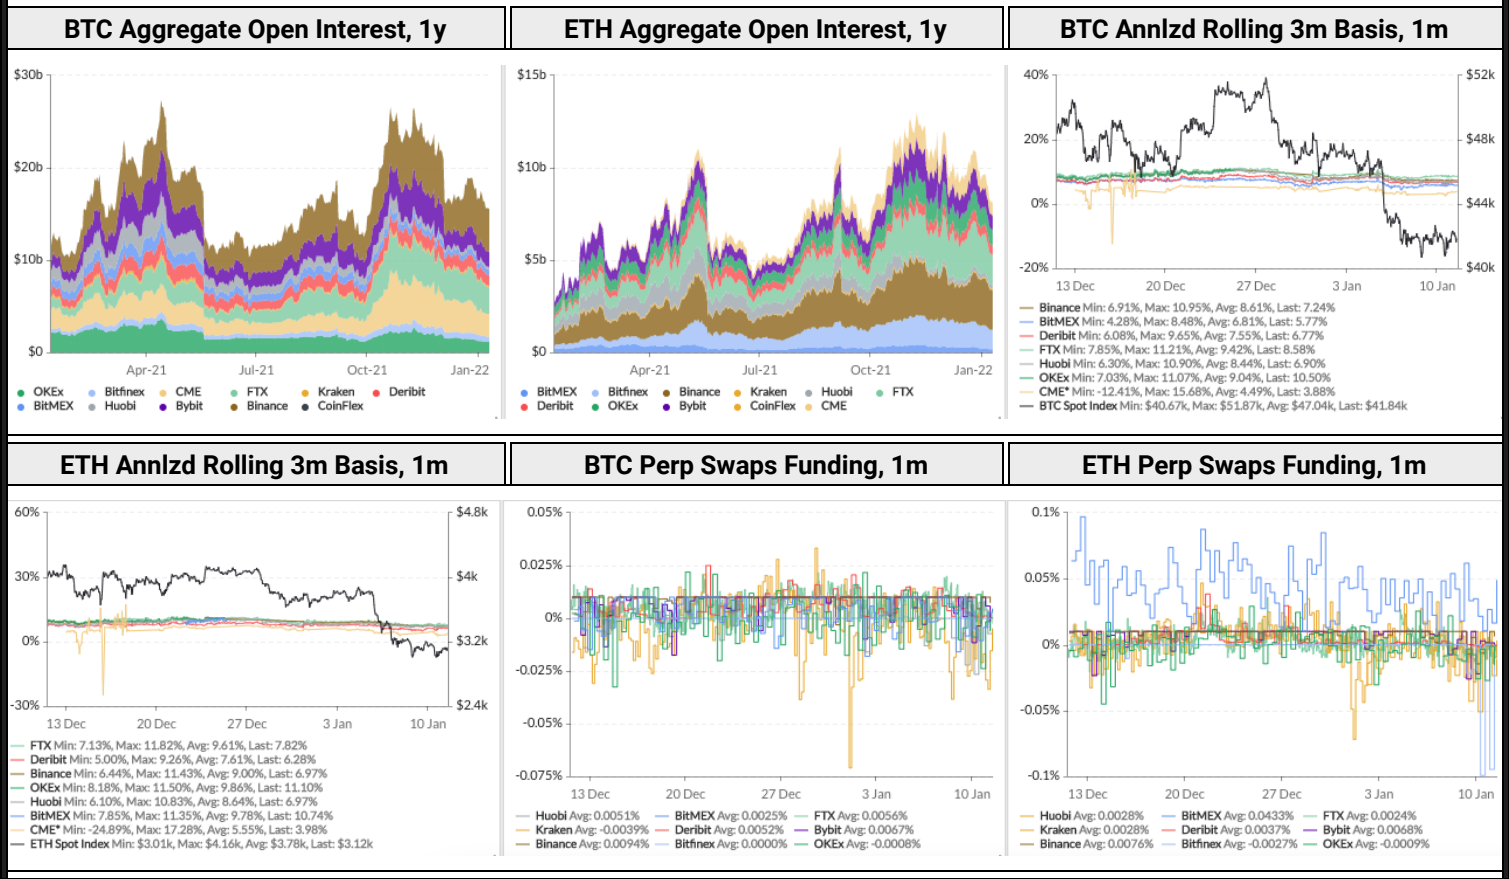 BTC Aggregate Open Interest, 1y
$30b
$20b
$10b
$0
Apr-21 Jul-21 Oct-21 Jan-22
OKEx Bitfinex CME FTX Kraken Deribit
BitMEX Huobi Bybit Binance CoinFlex
ETH Aggregate Open Interest, 1y
$15b
$10b
$5b
$0
Apr-21 Jul-21 Oct-21 Jan-22
BitMEX Bitfinex Binance Kraken Huobi FTX
Deribit OKEx Bybit CoinFlex CME
BTC Annlzd Rolling 3m Basis, 1m
40% $52k
20% $48k
0% $44k
-20% $40k
13 Dec 20 Dec 27 Dec 3 Jan 10 Jan
Binance Min: 6.91%, Max: 10.95%, Avg: 8.61%, Last: 7.24%
BitMEX Min: 4.28%, Max: 8.48%, Avg: 6.81%, Last: 5.77%
Deribit Min: 6.08%, Max: 9.65%, Avg: 7.55%, Last: 6.77%
FTX Min: 7.85%, Max: 11.21%, Avg: 9.42%, Last: 8.58%
Huobi Min: 6.30%, Max: 10.90%, Avg: 8.44%, Last: 6.90%
OKEx Min: 7.03%, Max: 11.07%, Avg: 9.04%, Last: 10.50%
CME* Min: -12.41%, Max: 15.68%, Avg: 4.49%, Last: 3.88%
BTC Spot Index Min: $40.67k, Max: $51.87k, Avg: $47.04k, Last: $41.84k
ETH Annlzd Rolling 3m Basis, 1m
60% $4.8k
30% $4k
0% $3.2k
-30% $2.4k
13 Dec 20 Dec 27 Dec 3 Jan 10 Jan
FTX Min: 7.13%, Max: 11.82%, Avg: 9.61%, Last: 7.82%
Deribit Min: 5.00%, Max: 9.26%, Avg: 7.61%, Last: 6.28%
Binance Min: 6.44%, Max: 11.43%, Avg: 9.00%, Last: 6.97%
OKEx Min: 8.18%, Max: 11.50%, Avg: 9.86%, Last: 11.10%
Huobi Min: 6.10%, Max: 10.83%, Avg: 8.64%, Last: 6.97%
BitMEX Min: 7.85%, Max: 11.35%, Avg: 9.78%, Last: 10.74%
CME* Min: -24.89%, Max: 17.28%, Avg: 5.55%, Last: 3.98%
ETH Spot Index Min: $3.01k, Max: $4.16k, Avg: $3.78k, Last: $3.12k
BTC Perp Swaps Funding, 1m
0.05%
0.025%
0%
-0.025%
-0.05%
-0.075%
13 Dec 20 Dec 27 Dec 3 Jan 10 Jan
Huobi Avg: 0.0051% BitMEX Avg: 0.0025% FTX Avg: 0.0056%
Kraken Avg: -0.0039% Deribit Avg: 0.0052% Bybit Avg: 0.0067%
Binance Avg: 0.0094% Bitfinex Avg: 0.0000% OKEx Avg: -0.0008%
ETH Perp Swaps Funding, 1m
0.1%
0.05%
0%
-0.05%
-0.1%
13 Dec 20 Dec 27 Dec 3 Jan 10 Jan
Huobi Avg: 0.0028% BitMEX Avg: 0.0433% FTX Avg: 0.0024%
Kraken Avg: 0.0028% Deribit Avg: 0.0037% Bybit Avg: 0.0068%
Binance Avg: 0.0076% Bitfinex Avg: -0.0027% OKEx Avg: -0.0009%